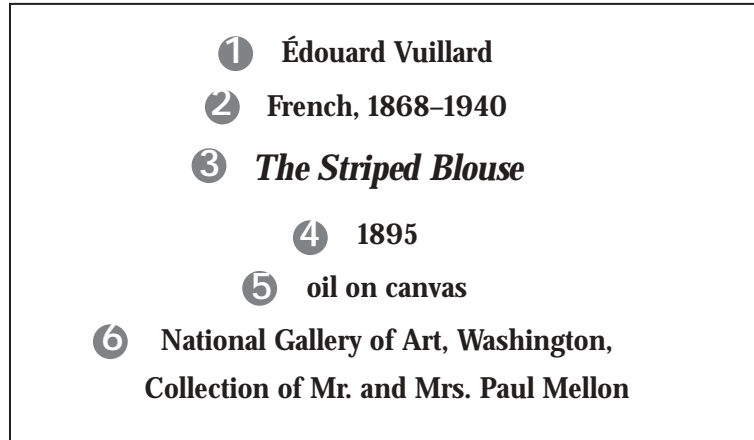 1 Édouard Vuillard
2 French, 1868–1940
3 The Striped Blouse
4 1895
5 oil on canvas
6 National Gallery of Art, Washington,
Collection of Mr. and Mrs. Paul Mellon